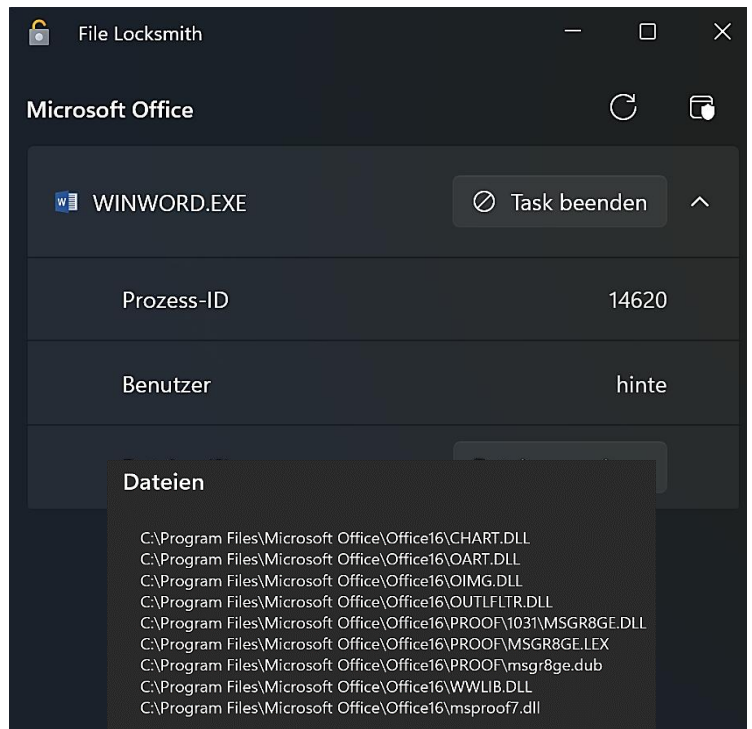 File Locksmith
Microsoft Office
WINWORD.EXE
Task beenden
Prozess-ID
14620
Benutzer
hinte
Dateien
C:\Program Files\Microsoft Office\Office16\CHART.DLL
C:\Program Files\Microsoft Office\Office16\OART.DLL
C:\Program Files\Microsoft Office\Office16\OIMG.DLL
C:\Program Files\Microsoft Office\Office16\OUTLFLTR.DLL
C:\Program Files\Microsoft Office\Office16\PROOF\1031\MSGR8GE.DLL
C:\Program Files\Microsoft Office\Office16\PROOF\MSGR8GE.LEX
C:\Program Files\Microsoft Office\Office16\PROOF\msgr8ge.dub
C:\Program Files\Microsoft Office\Office16\WWLIB.DLL
C:\Program Files\Microsoft Office\Office16\msproof7.dll